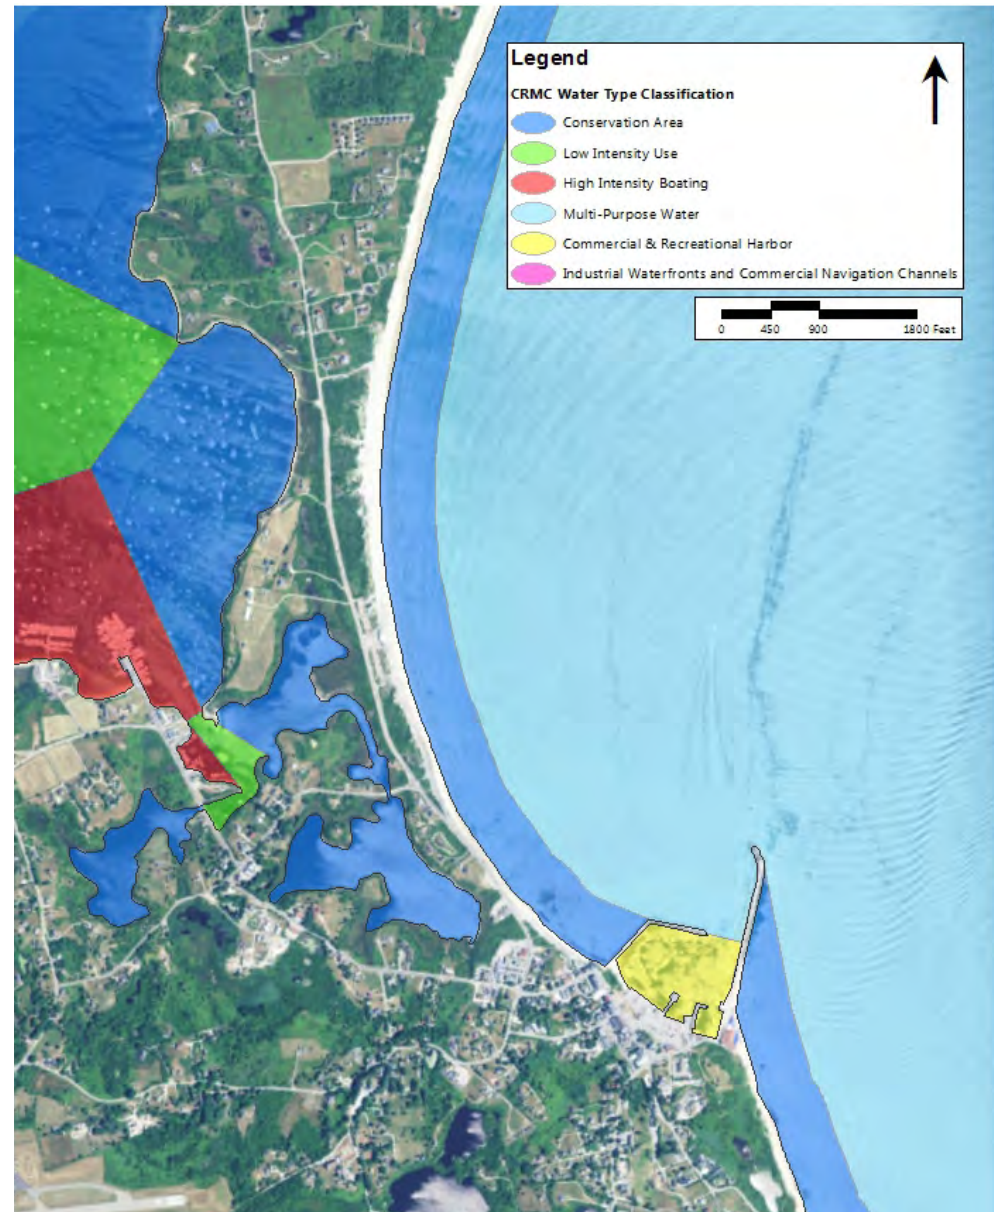 Legend
CRMC Water Type Classification
Conservation Area
Low Intensity Use
High Intensity Boating
Multi-Purpose Water
Commercial & Recreational Harbor
Industrial Waterfronts and Commercial Navigation Channels
0 450 900 1800 Feet